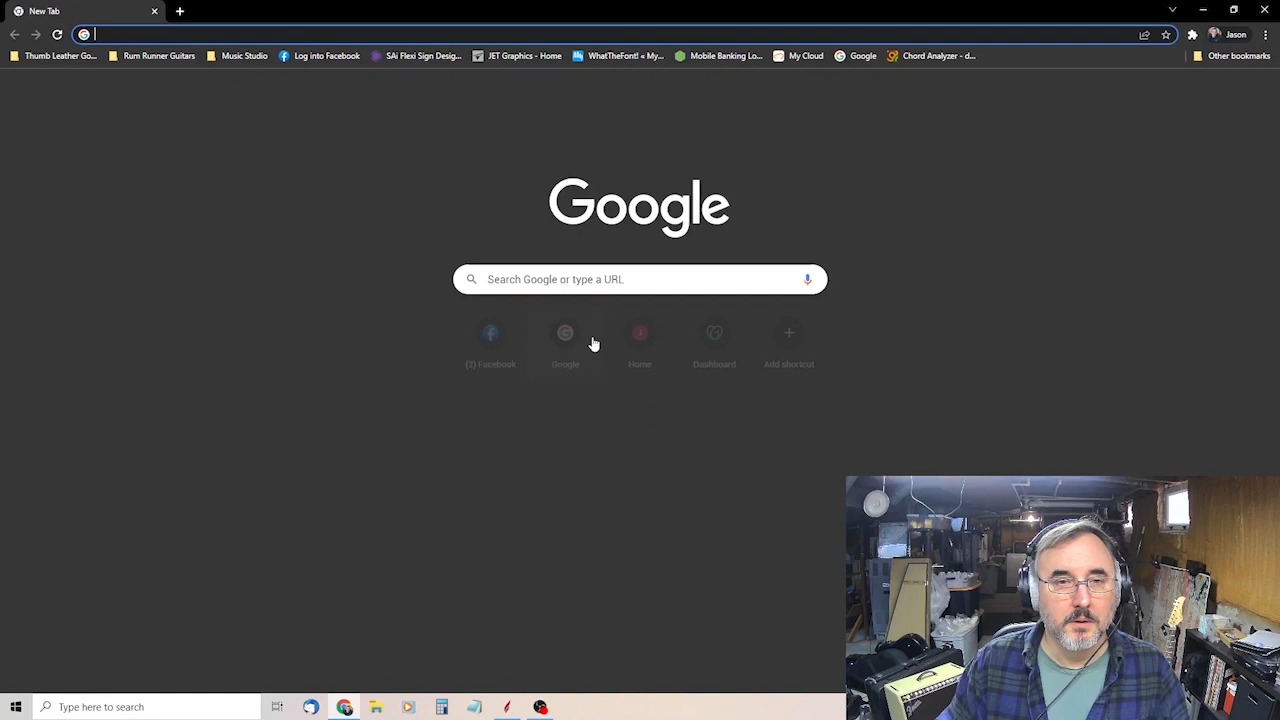 New Tab
Jason
Thumb Leather Go...
Rum Runner Guitars
Music Studio
Log into Facebook
SAi Flexi Sign Desig...
JET Graphics - Home
WhatTheFont! « My...
Mobile Banking Lo...
My Cloud
Google
Chord Analyzer - d...
Other bookmarks
Google
Search Google or type a URL
(2) Facebook
Google
Home
Dashboard
Add shortcut
Fender
Type here to search